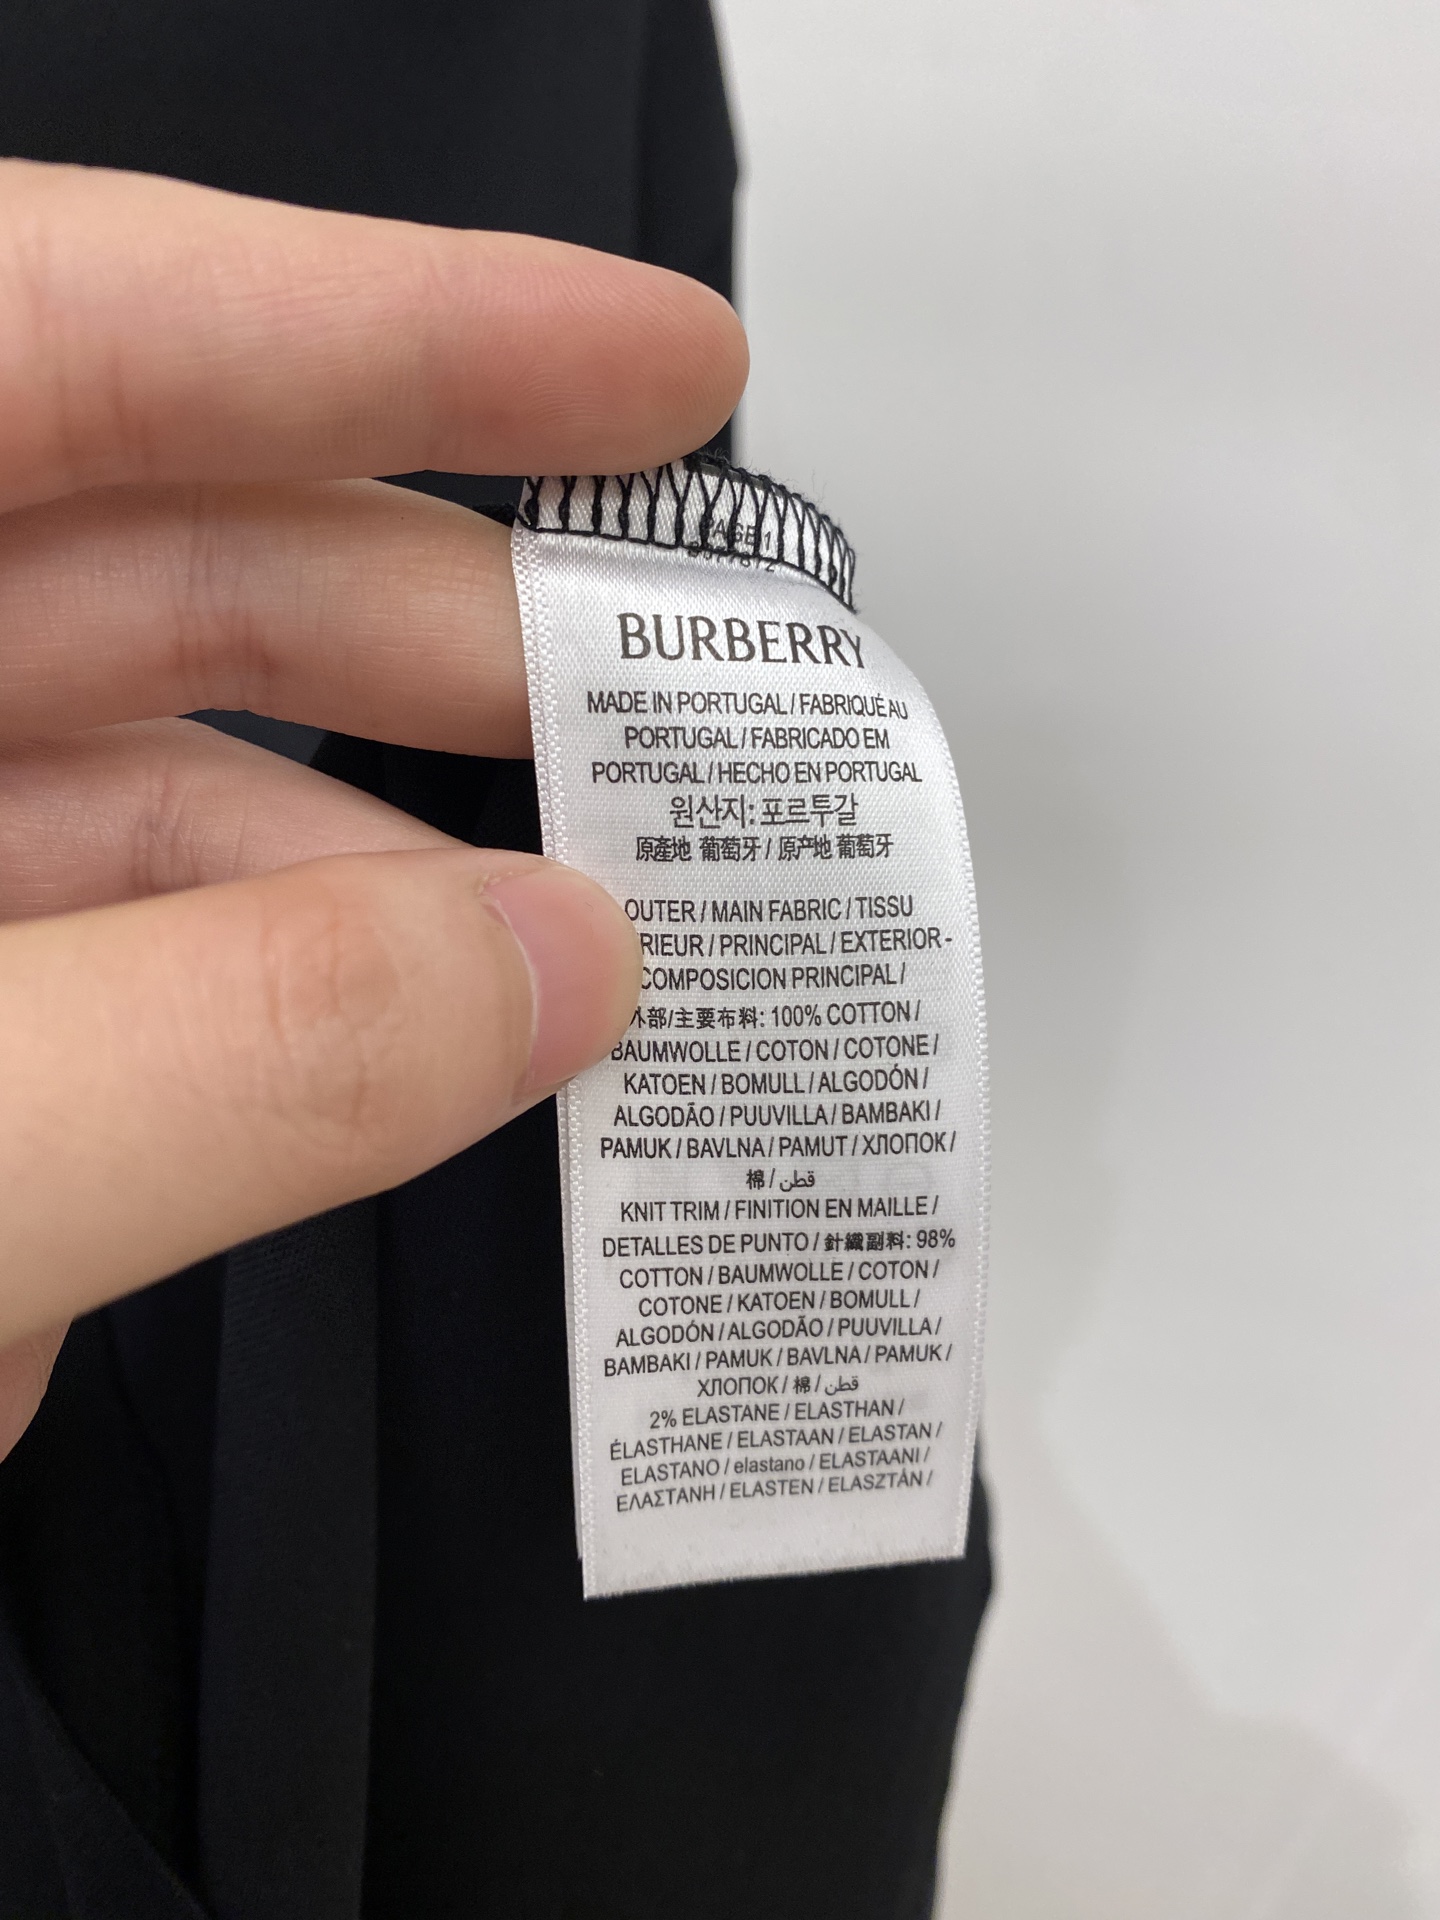 PAGE 1
BURBERRY
MADE IN PORTUGAL / FABRIQUÉ AU
PORTUGAL / FABRICADO EM
PORTUGAL / HECHO EN PORTUGAL
원산지: 포르투갈
原產地 葡萄牙 / 原产地 葡萄牙
OUTER / MAIN FABRIC / TISSU
RIEUR / PRINCIPAL / EXTERIOR -
COMPOSICION PRINCIPAL /
外部/主要布料: 100% COTTON /
BAUMWOLLE / COTON / COTONE /
KATOEN / BOMULL / ALGODÓN /
ALGODÃO / PUUVILLA / BAMBAKI /
PAMUK / BAVLNA / PAMUT / ХЛОПОК /
棉 / قطن
KNIT TRIM / FINITION EN MAILLE /
DETALLES DE PUNTO / 針織副料: 98%
COTTON / BAUMWOLLE / COTON /
COTONE / KATOEN / BOMULL /
ALGODÓN / ALGODÃO / PUUVILLA /
BAMBAKI / PAMUK / BAVLNA / PAMUK /
ХЛОПОК / 棉 / قطن
2% ELASTANE / ELASTHAN /
ÉLASTHANE / ELASTAAN / ELASTAN /
ELASTANO / elastano / ELASTAANI /
ΕΛΑΣΤΑΝΗ / ELASTEN / ELASZTÁN /